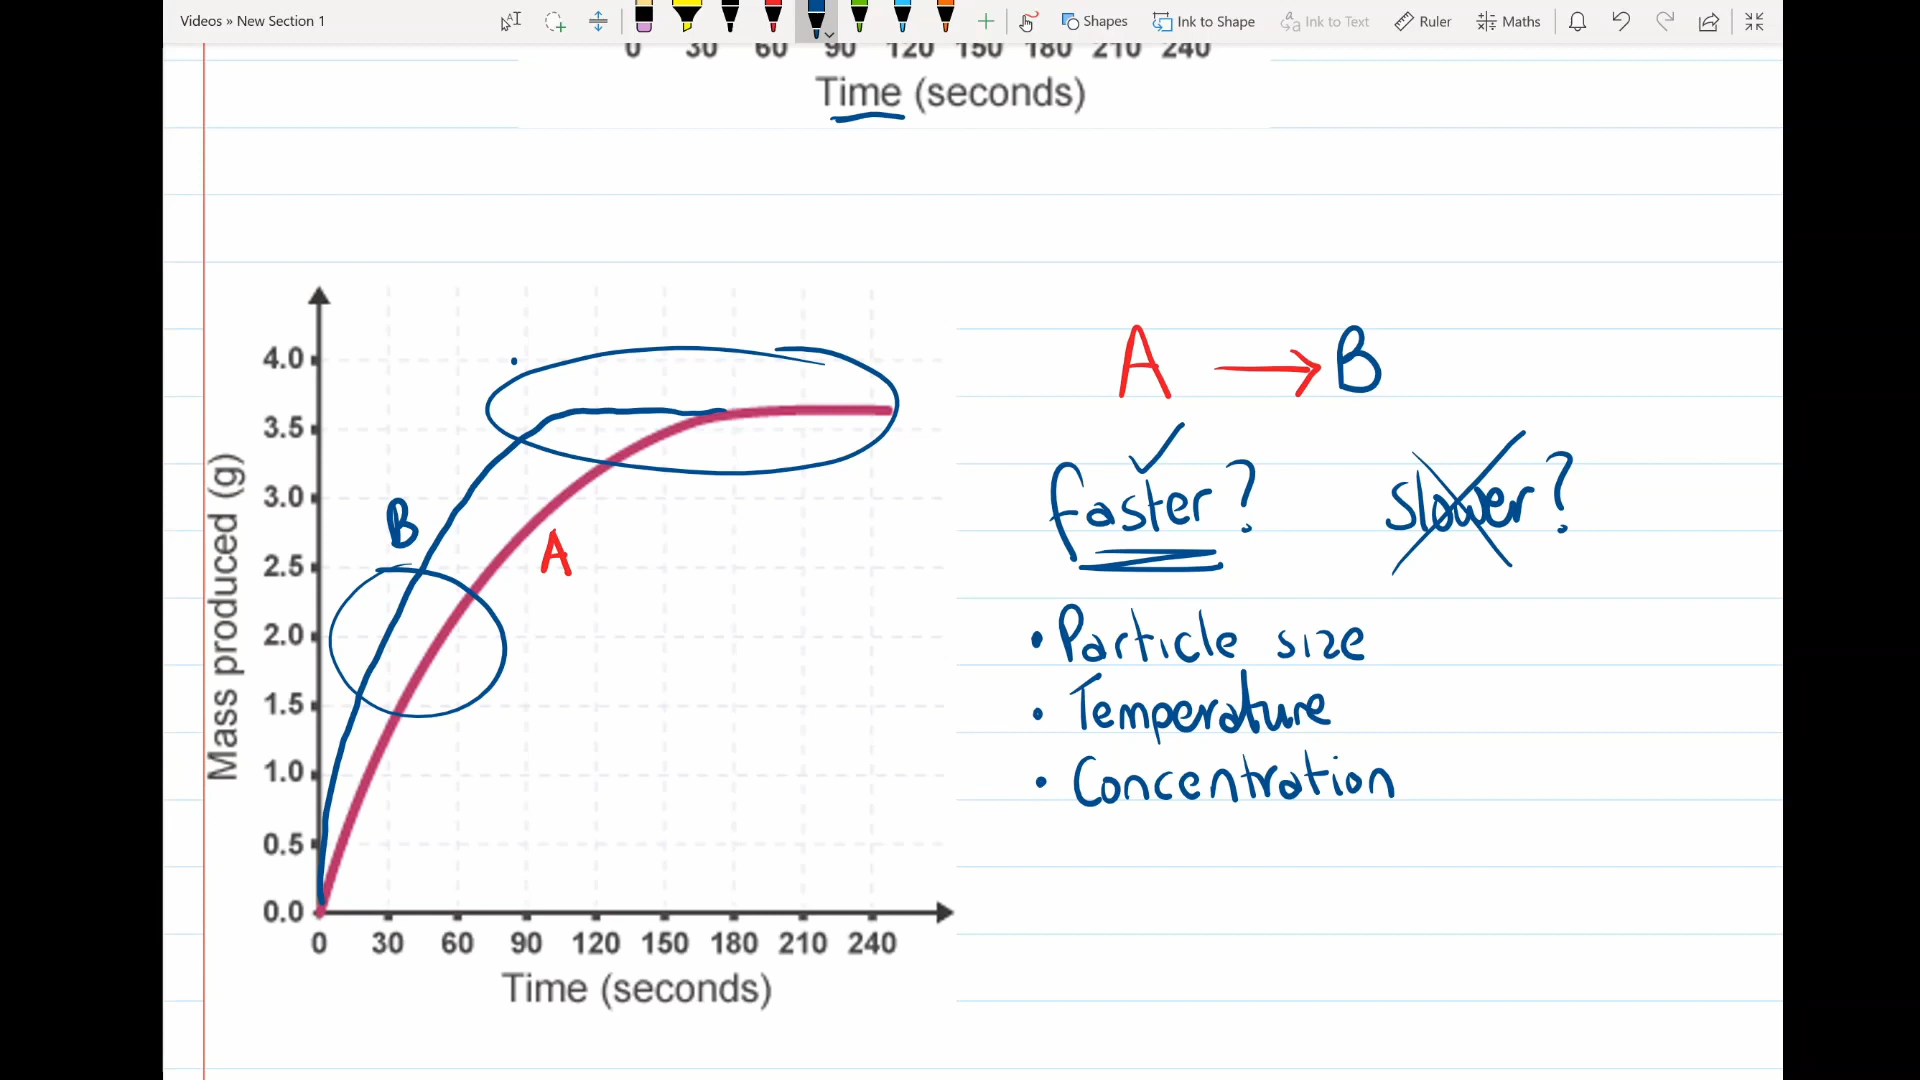 Videos » New Section 1
Shapes
Ink to Shape
Ink to Text
Ruler
Maths
0 30 60 90 120 150 180 210 240
Time (seconds)
4.0
3.5
3.0
2.5
2.0
1.5
1.0
0.5
0.0
Mass produced (g)
0 30 60 90 120 150 180 210 240
Time (seconds)
B
A
A → B
faster? ✓
slower?
• Particle size
• Temperature
• Concentration